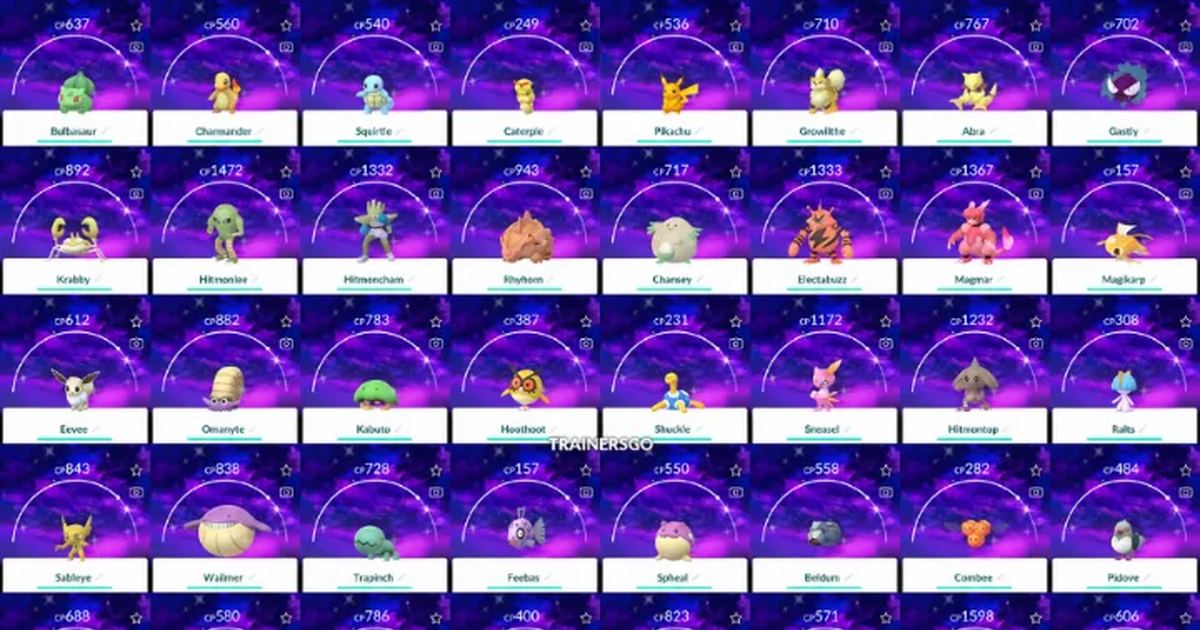 CP637 CP560 CP540 CP249 CP536 CP710 CP767 CP702
Bulbasaur Charmander Squirtle Caterpie Pikachu Growlithe Abra Gastly
CP892 CP1472 CP1332 CP943 CP717 CP1333 CP1367 CP157
Krabby Hitmonlee Hitmonchan Rhyhorn Chansey Electabuzz Magmar Magikarp
CP612 CP882 CP783 CP387 CP231 CP1172 CP1232 CP308
Eevee Omanyte Kabuto Hoothoot Shuckle Sneasel Hitmontop Ralts
TRAINERSGO
CP843 CP838 CP728 CP157 CP550 CP558 CP282 CP484
Sableye Wailmer Trapinch Feebas Spheal Beldum Combee Pidove
CP688 CP580 CP786 CP400 CP823 CP571 CP1598 CP606